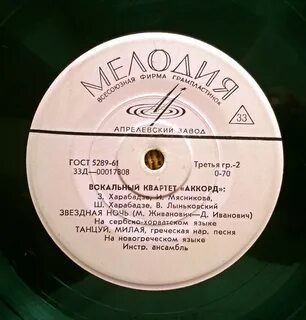 МЕЛОДИЯ
ВСЕСОЮЗНАЯ ФИРМА ГРАМПЛАСТИНОК
33
АПРЕЛЕВСКИЙ ЗАВОД
ГОСТ 5289-61
33Д—00017808
Третья гр.-2
0-70
ВОКАЛЬНЫЙ КВАРТЕТ «АККОРД»:
З. Харабадзе, И. Мясникова,
Ш. Харабадзе, В. Лыньковский
ЗВЕЗДНАЯ НОЧЬ (М. Живанович—Д. Иванович)
На сербско-хорватском языке
ТАНЦУЙ, МИЛАЯ, греческая нар. песня
На новогреческом языке
Инстр. ансамбль